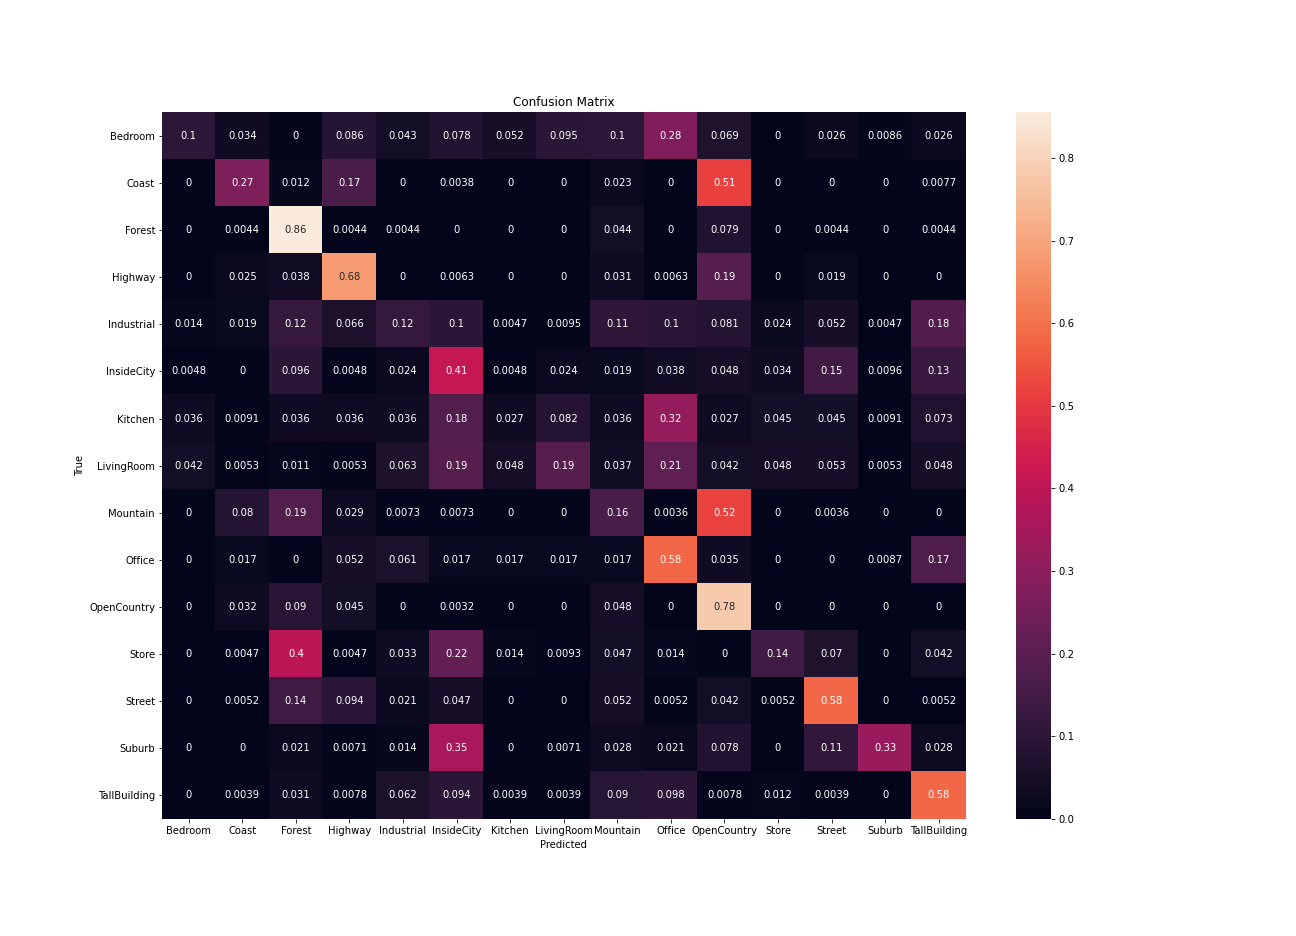 Confusion Matrix
Bedroom 0.1 0.034 0 0.086 0.043 0.078 0.052 0.095 0.1 0.28 0.069 0 0.026 0.0086 0.026
Coast 0 0.27 0.012 0.17 0 0.0038 0 0 0.023 0 0.51 0 0 0 0.0077
Forest 0 0.0044 0.86 0.0044 0.0044 0 0 0 0.044 0 0.079 0 0.0044 0 0.0044
Highway 0 0.025 0.038 0.68 0 0.0063 0 0 0.031 0.0063 0.19 0 0.019 0 0
Industrial 0.014 0.019 0.12 0.066 0.12 0.1 0.0047 0.0095 0.11 0.1 0.081 0.024 0.052 0.0047 0.18
InsideCity 0.0048 0 0.096 0.0048 0.024 0.41 0.0048 0.024 0.019 0.038 0.048 0.034 0.15 0.0096 0.13
Kitchen 0.036 0.0091 0.036 0.036 0.036 0.18 0.027 0.082 0.036 0.32 0.027 0.045 0.045 0.0091 0.073
True
LivingRoom 0.042 0.0053 0.011 0.0053 0.063 0.19 0.048 0.19 0.037 0.21 0.042 0.048 0.053 0.0053 0.048
Mountain 0 0.08 0.19 0.029 0.0073 0.0073 0 0 0.16 0.0036 0.52 0 0.0036 0 0
Office 0 0.017 0 0.052 0.061 0.017 0.017 0.017 0.017 0.58 0.035 0 0 0.0087 0.17
OpenCountry 0 0.032 0.09 0.045 0 0.0032 0 0 0.048 0 0.78 0 0 0 0
Store 0 0.0047 0.4 0.0047 0.033 0.22 0.014 0.0093 0.047 0.014 0 0.14 0.07 0 0.042
Street 0 0.0052 0.14 0.094 0.021 0.047 0 0 0.052 0.0052 0.042 0.0052 0.58 0 0.0052
Suburb 0 0 0.021 0.0071 0.014 0.35 0 0.0071 0.028 0.021 0.078 0 0.11 0.33 0.028
TallBuilding 0 0.0039 0.031 0.0078 0.062 0.094 0.0039 0.0039 0.09 0.098 0.0078 0.012 0.0039 0 0.58
Bedroom Coast Forest Highway Industrial InsideCity Kitchen LivingRoom Mountain Office OpenCountry Store Street Suburb TallBuilding
Predicted
0.8
0.7
0.6
0.5
0.4
0.3
0.2
0.1
0.0